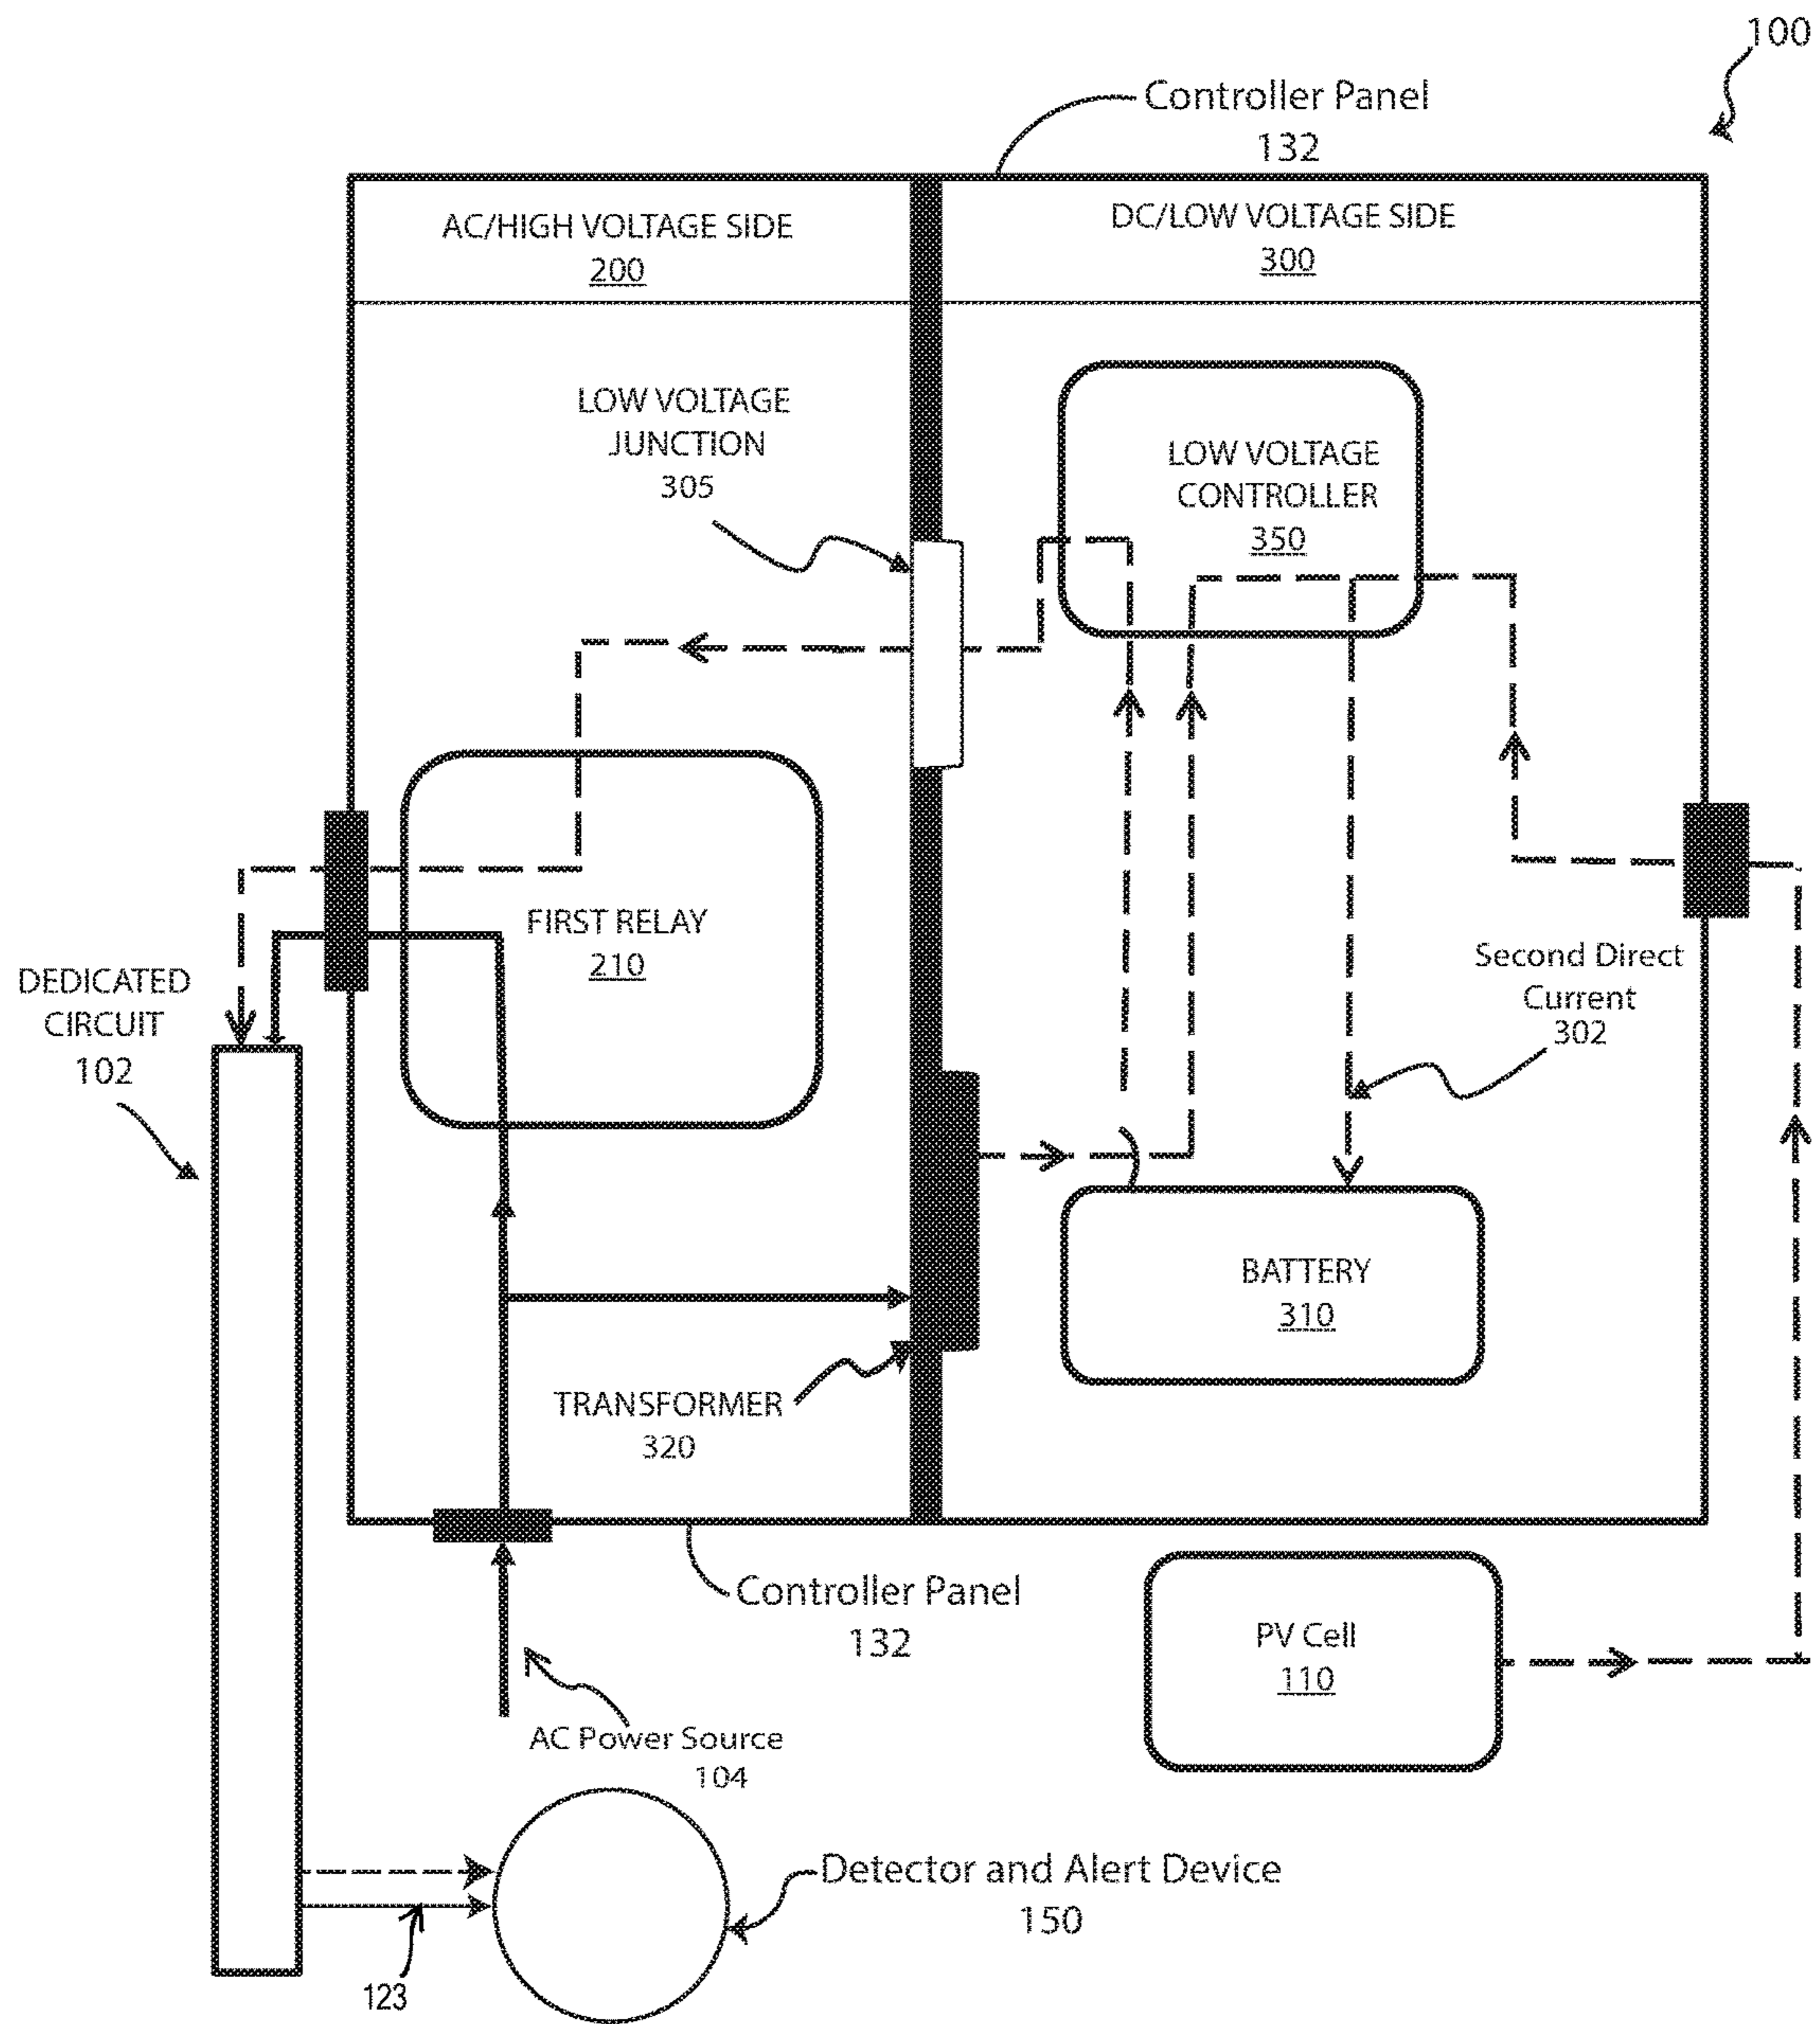 100
Controller Panel
132
AC/HIGH VOLTAGE SIDE
200
DC/LOW VOLTAGE SIDE
300
LOW VOLTAGE
JUNCTION
305
LOW VOLTAGE
CONTROLLER
350
FIRST RELAY
210
DEDICATED
CIRCUIT
102
Second Direct
Current
302
BATTERY
310
TRANSFORMER
320
Controller Panel
132
PV Cell
110
AC Power Source
104
Detector and Alert Device
150
123